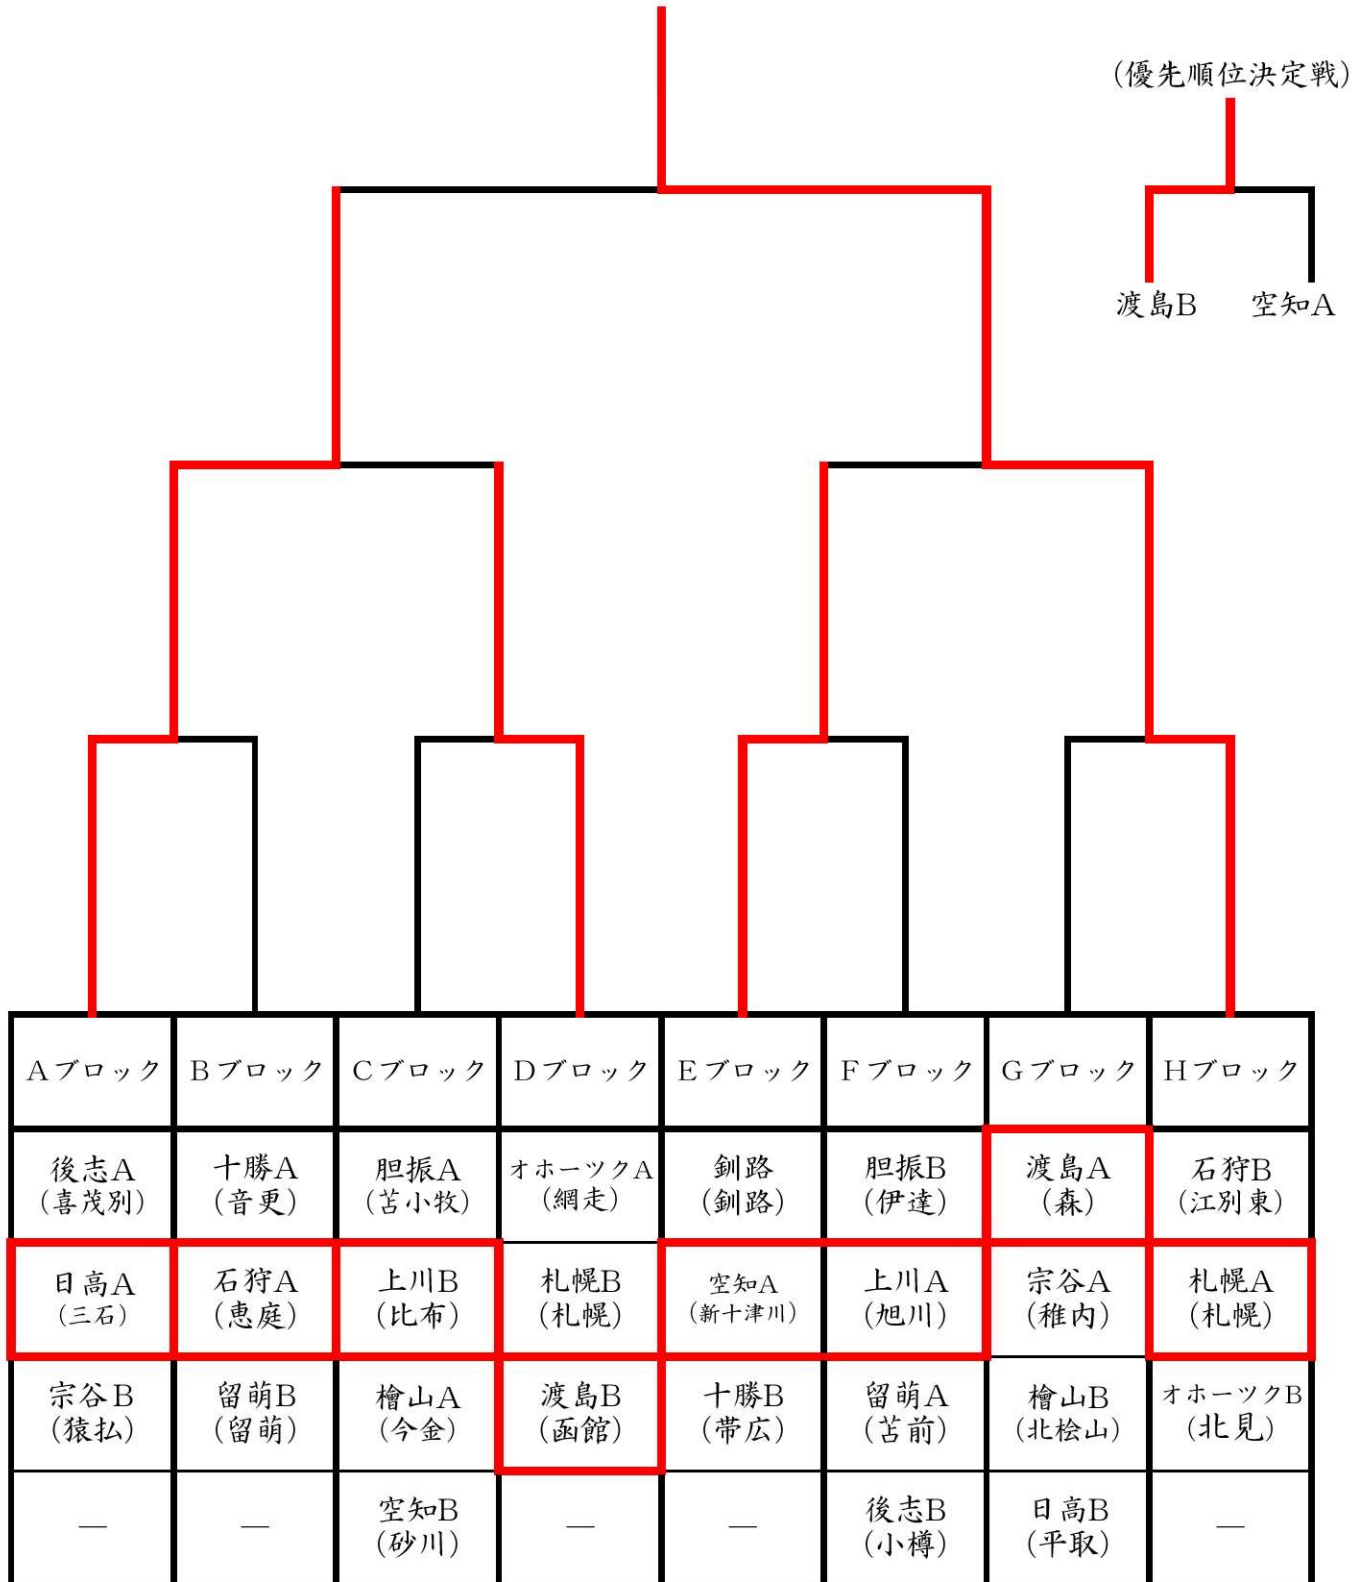 (優先順位決定戦)
渡島B 空知A
Aブロック Bブロック Cブロック Dブロック Eブロック Fブロック Gブロック Hブロック
後志A 十勝A 胆振A オホーツクA 釧路 胆振B 渡島A 石狩B
(喜茂別) (音更) (苫小牧) (網走) (釧路) (伊達) (森) (江別東)
日高A 石狩A 上川B 札幌B 空知A 上川A 宗谷A 札幌A
(三石) (恵庭) (比布) (札幌) (新十津川) (旭川) (稚内) (札幌)
宗谷B 留萌B 檜山A 渡島B 十勝B 留萌A 檜山B オホーツクB
(猿払) (留萌) (今金) (函館) (帯広) (苫前) (北桧山) (北見)
― ― 空知B ― ― 後志B 日高B ―
(砂川) (小樽) (平取)